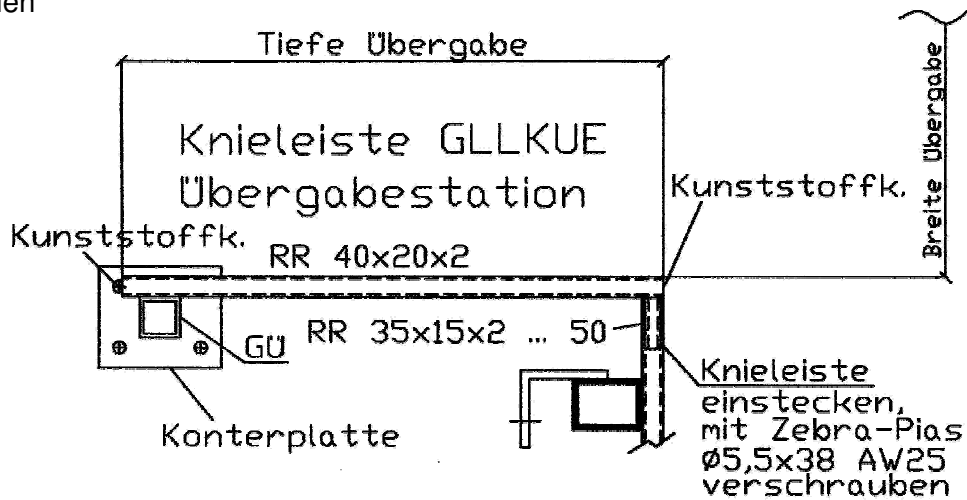 Tiefe Übergabe
Knieleiste GLLKUE
Übergabestation
Kunststoffk.
Kunststoffk.
RR 40x20x2
Breite Übergabe
RR 35x15x2 ... 50
GÜ
Konterplatte
Knieleiste
einstecken,
mit Zebra-Pias
Ø5,5x38 AW25
verschrauben